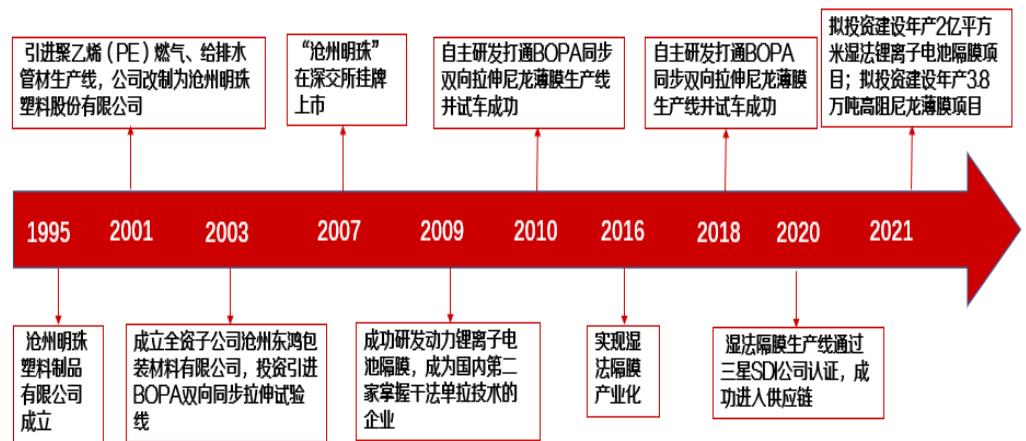 引进聚乙烯（PE）燃气、给排水
管材生产线，公司改制为沧州明珠
塑料股份有限公司
“沧州明珠”
在深交所挂牌
上市
自主研发打通BOPA同步
双向拉伸尼龙薄膜生产线
并试车成功
自主研发打通BOPA
同步双向拉伸尼龙薄膜
生产线并试车成功
拟投资建设年产2亿平方
米湿法锂离子电池隔膜项
目；拟投资建设年产3.8
万吨高阻尼龙薄膜项目
1995 2001 2003 2007 2009 2010 2016 2018 2020 2021
沧州明珠
塑料制品
有限公司
成立
成立全资子公司沧州东鸿包
装材料有限公司，投资引进
BOPA双向同步拉伸试验
线
成功研发动力锂离子电
池隔膜，成为国内第二
家掌握干法单拉技术的
企业
实现湿
法隔膜
产业化
湿法隔膜生产线通过
三星SDI公司认证，成
功进入供应链